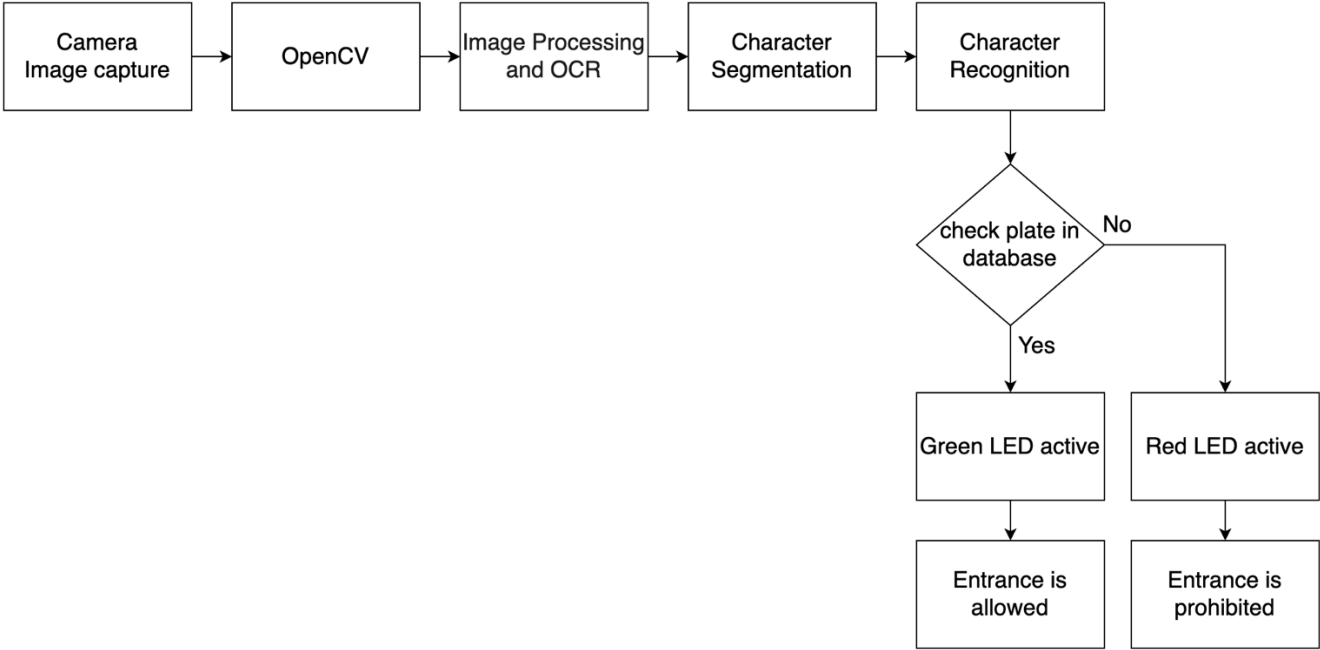 Camera
Image capture
OpenCV
Image Processing
and OCR
Character
Segmentation
Character
Recognition
check plate in
database
No
Yes
Green LED active
Red LED active
Entrance is
allowed
Entrance is
prohibited